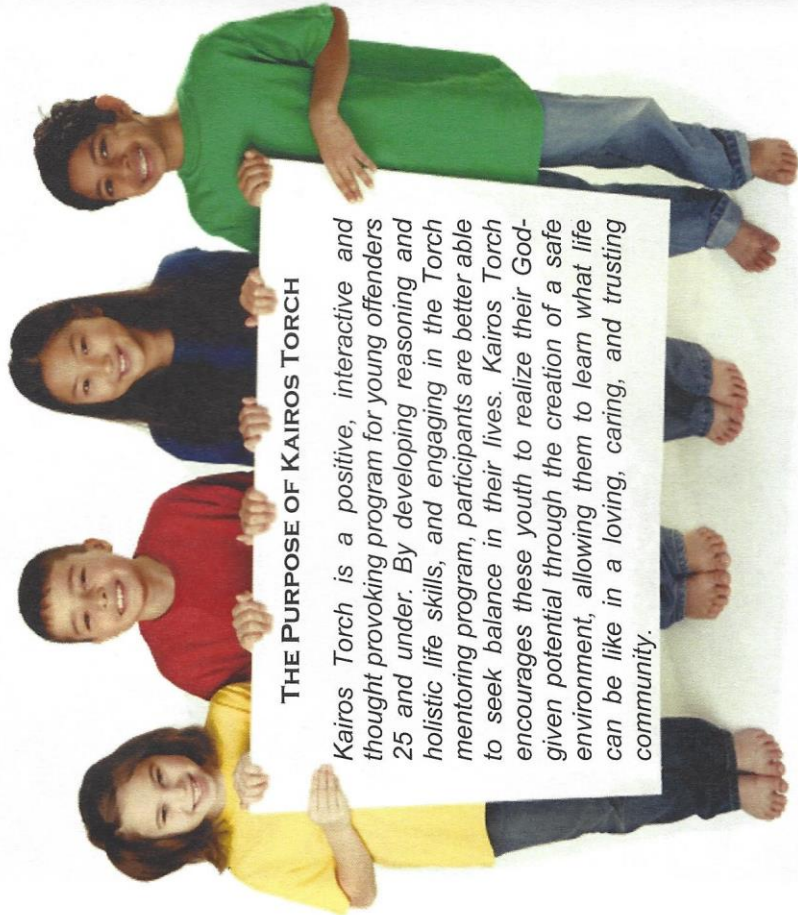 THE PURPOSE OF KAIROS TORCH
Kairos Torch is a positive, interactive and
thought provoking program for young offenders
25 and under. By developing reasoning and
holistic life skills, and engaging in the Torch
mentoring program, participants are better able
to seek balance in their lives. Kairos Torch
encourages these youth to realize their God-
given potential through the creation of a safe
environment, allowing them to learn what life
can be like in a loving, caring, and trusting
community.